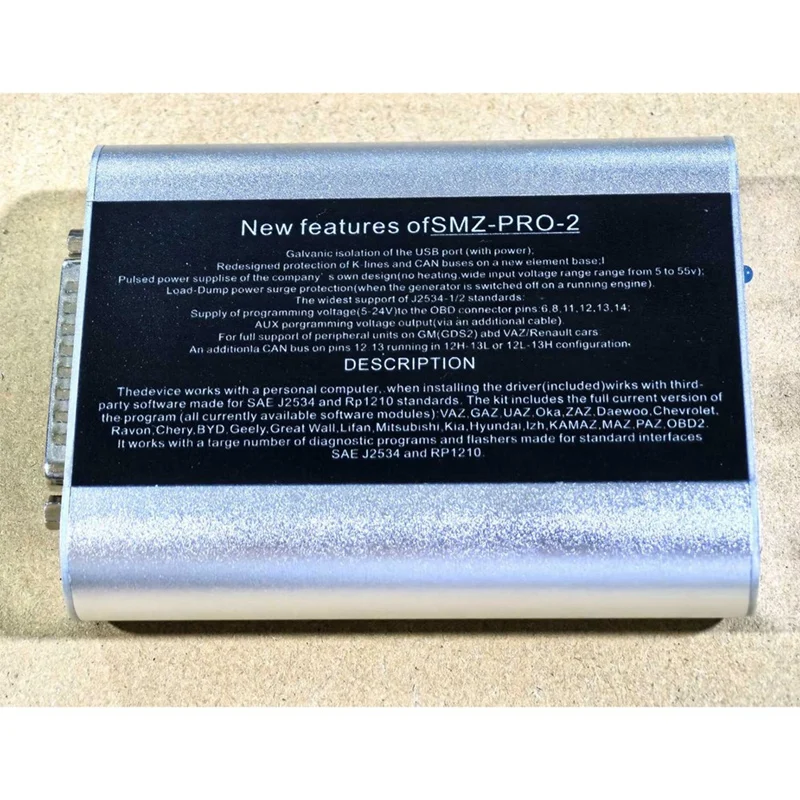 New features ofSMZ-PRO-2
Galvanic isolation of the USB port (with power);
Redesigned protection of K-lines and CAN buses on a new element base;l
Pulsed power supplise of the company's own design(no heating,wide input voltage range range from 5 to 55v);
Load-Dump power surge protection(when the generator is switched off on a running engine).
The widest support of J2534-1/2 standards:
Supply of programming voltage(5-24V)to the OBD connector pins:6,8,11,12,13,14;
AUX porgramming voltage output(via an additional cable).
For full support of peripheral units on GM(GDS2) abd VAZ/Renault cars
An additionla CAN bus on pins 12-13 running in 12H-13L or 12L-13H configuration.
DESCRIPTION
Thedevice works with a personal computer,.when installing the driver(included)wirks with third-
party software made for SAE J2534 and Rp1210 standards. The kit includes the full current version of
the program (all currently available software modules):VAZ,GAZ,UAZ,Oka,ZAZ,Daewoo,Chevrolet,
Ravon,Chery,BYD,Geely,Great Wall,Lifan,Mitsubishi,Kia,Hyundai,Izh,KAMAZ,MAZ,PAZ,OBD2.
It works with a large number of diagnostic programs and flashers made for standard interfaces
SAE J2534 and RP1210.